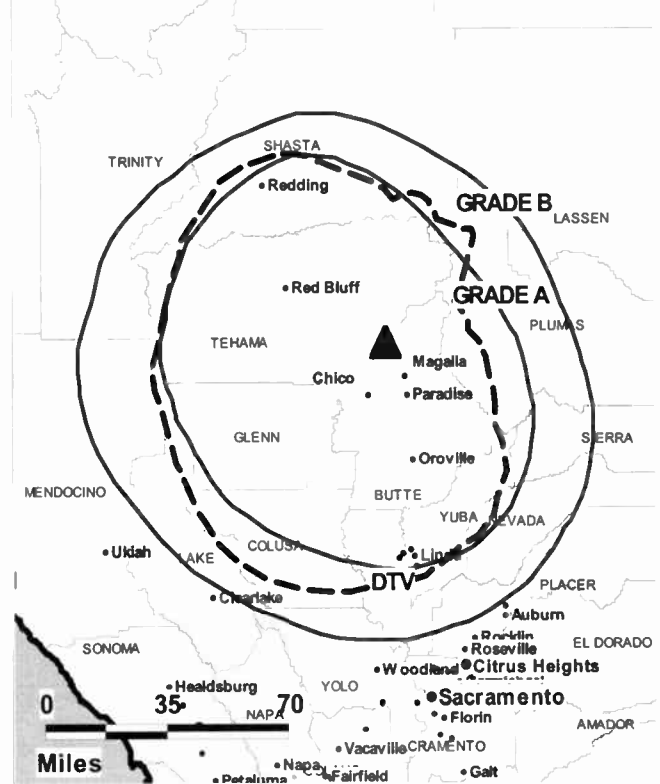 SHASTA
TRINITY
Redding
GRADE B
LASSEN
Red Bluff
GRADE A
PLUMAS
TEHAMA
Magalia
Chico
Paradise
GLENN
SIERRA
Oroville
MENDOCINO
BUTTE
YUBA
NEVADA
COLUSA
Ukiah
LAKE
Linda
DTV
PLACER
Clearlake
Auburn
Rocklin
EL DORADO
SONOMA
Roseville
Citrus Heights
Woodland
Healdsburg
YOLO
0 35 70
Sacramento
NAPA
Florin
AMADOR
Vacaville
Miles
Napa
Fairfield
Galt
Petaluma